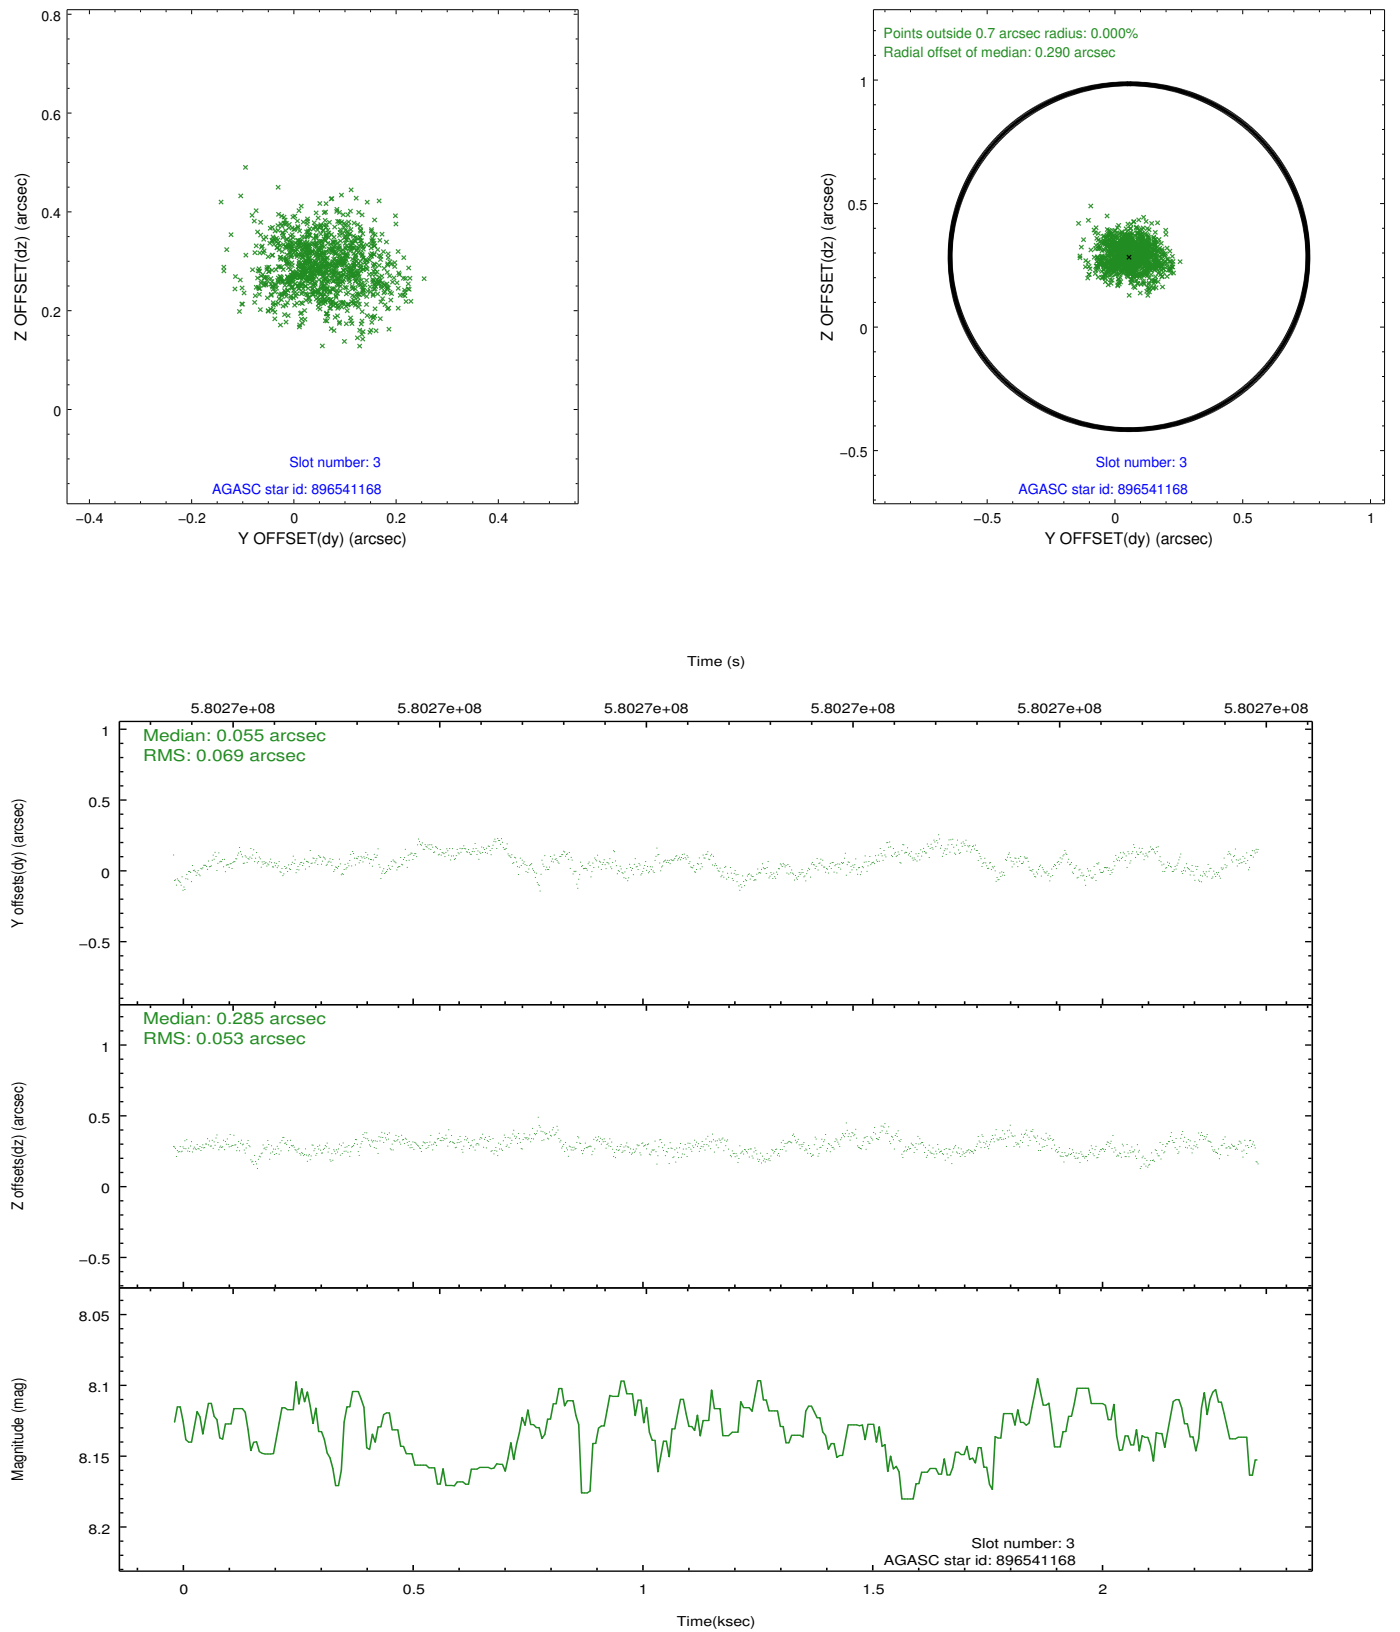 0.8
0.6
0.4
0.2
0
Z OFFSET(dz) (arcsec)
Slot number: 3
AGASC star id: 896541168
−0.4 −0.2 0 0.2 0.4
Y OFFSET(dy) (arcsec)
Points outside 0.7 arcsec radius: 0.000%
Radial offset of median: 0.290 arcsec
1
0.5
0
−0.5
Z OFFSET(dz) (arcsec)
Slot number: 3
AGASC star id: 896541168
−0.5 0 0.5 1
Y OFFSET(dy) (arcsec)
Time (s)
5.8027e+08 5.8027e+08 5.8027e+08 5.8027e+08 5.8027e+08 5.8027e+08
Median: 0.055 arcsec
RMS: 0.069 arcsec
1
0.5
0
−0.5
Y offsets(dy) (arcsec)
Median: 0.285 arcsec
RMS: 0.053 arcsec
1
0.5
0
−0.5
Z offsets(dz) (arcsec)
8.05
8.1
8.15
8.2
Magnitude (mag)
Slot number: 3
AGASC star id: 896541168
0 0.5 1 1.5 2
Time(ksec)